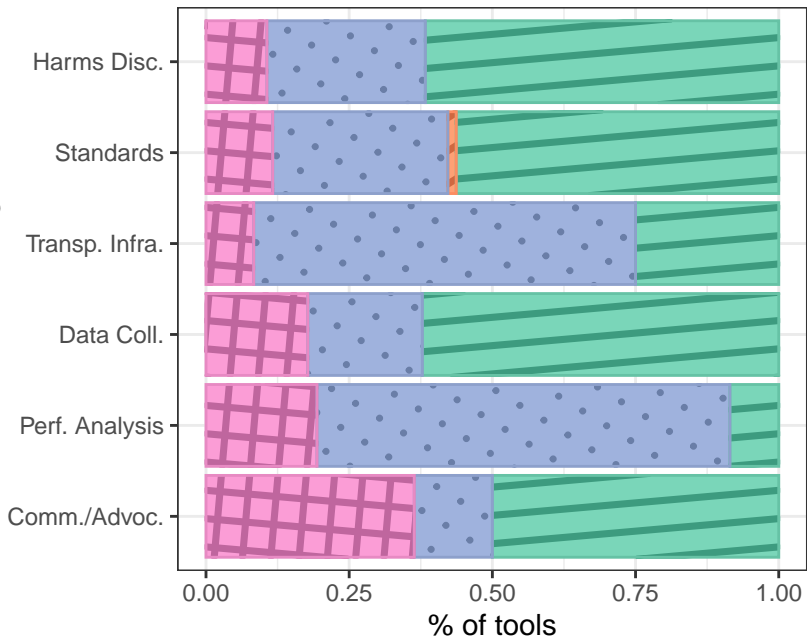 Harms Disc.
Standards
Transp. Infra.
Data Coll.
Perf. Analysis
Comm./Advoc.
0.00 0.25 0.50 0.75 1.00
% of tools